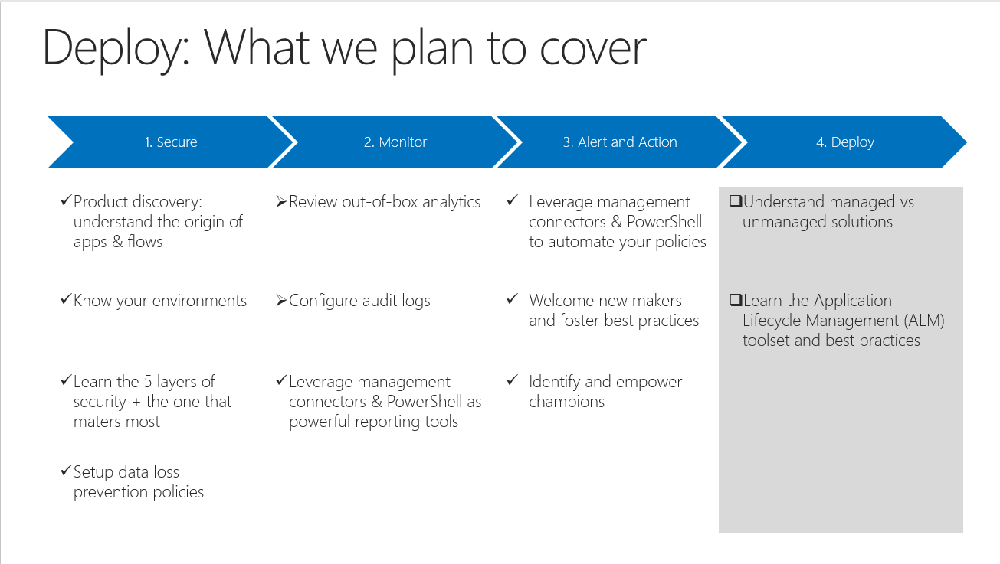 Deploy: What we plan to cover
1. Secure
2. Monitor
3. Alert and Action
4. Deploy
✓Product discovery:
understand the origin of
apps & flows
✓Know your environments
✓Learn the 5 layers of
security + the one that
maters most
✓Setup data loss
prevention policies
➢Review out-of-box analytics
➢Configure audit logs
✓Leverage management
connectors & PowerShell as
powerful reporting tools
✓ Leverage management
connectors & PowerShell
to automate your policies
✓ Welcome new makers
and foster best practices
✓ Identify and empower
champions
❑Understand managed vs
unmanaged solutions
❑Learn the Application
Lifecycle Management (ALM)
toolset and best practices